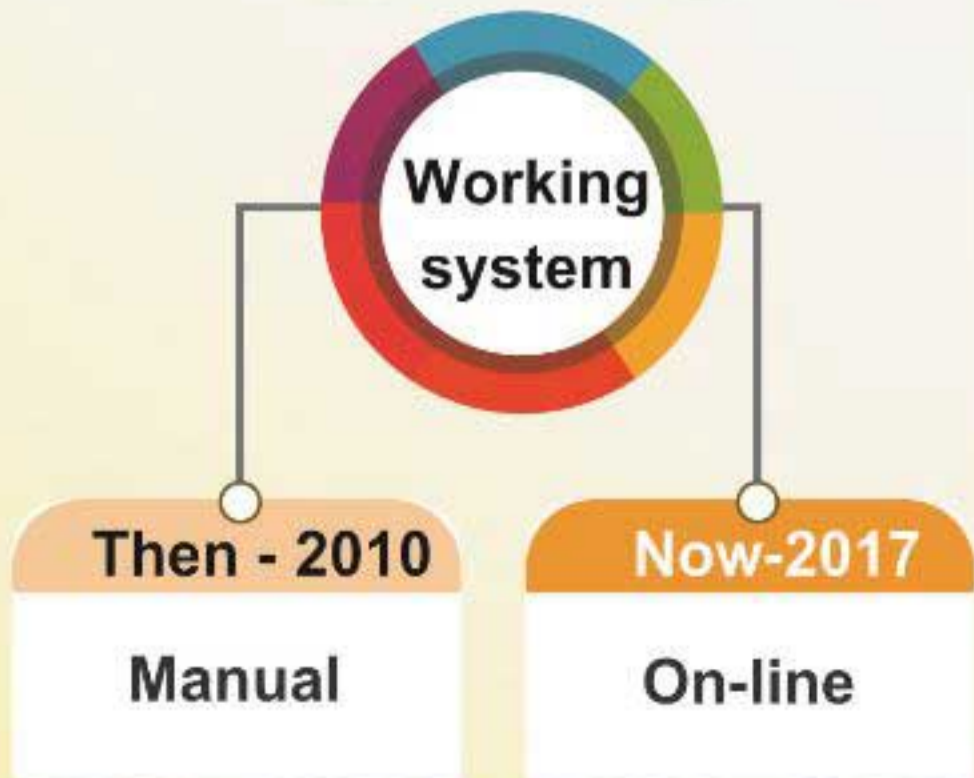 Working
system
Then - 2010
Now-2017
Manual
On-line